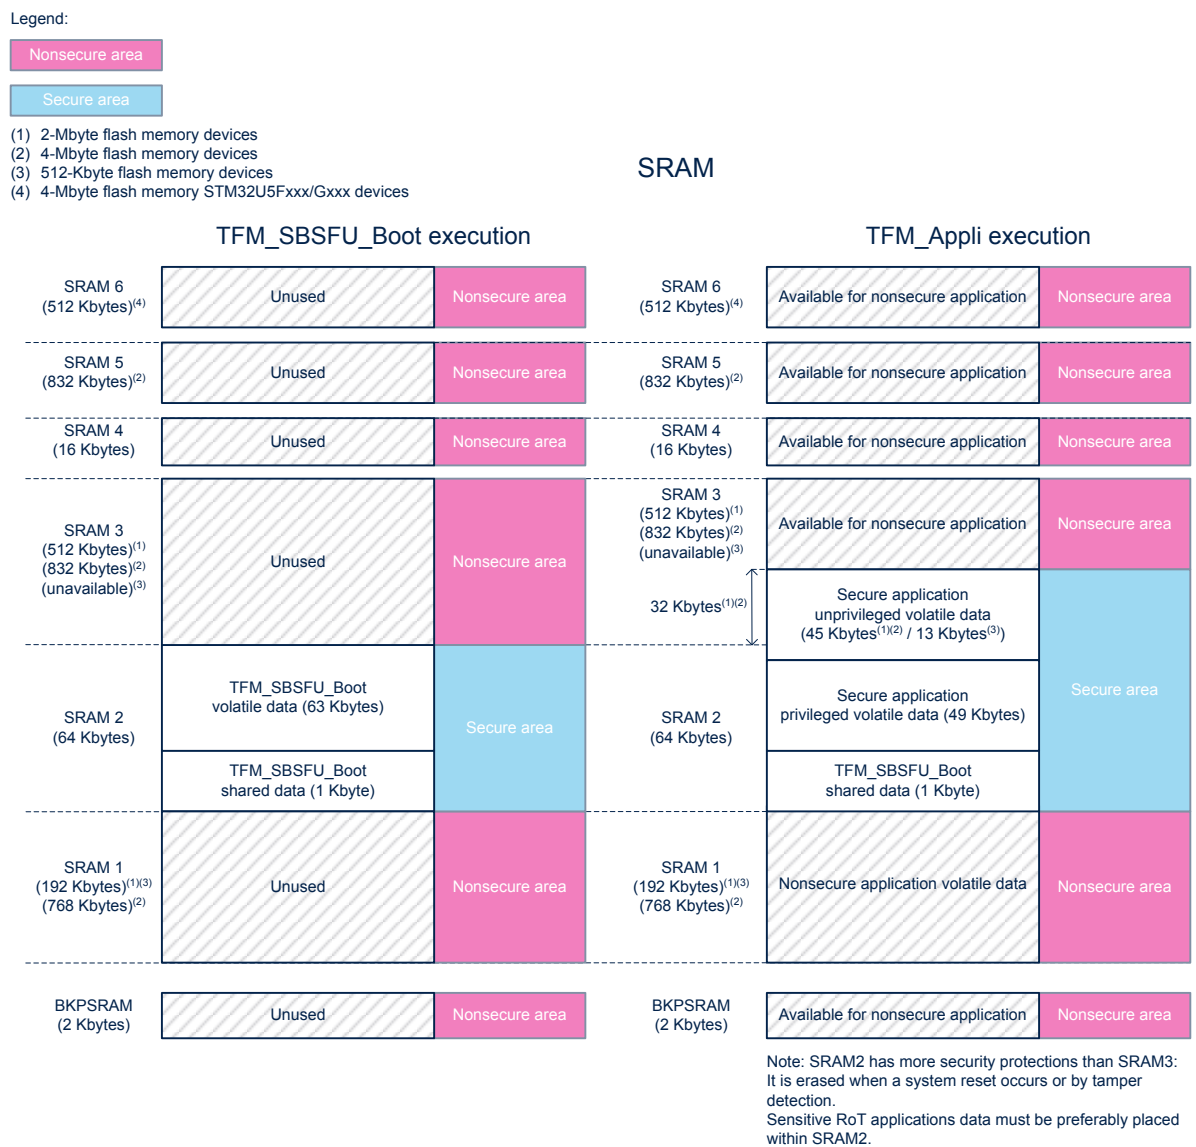 Legend:
Nonsecure area
Secure area
(1) 2-Mbyte flash memory devices
(2) 4-Mbyte flash memory devices
(3) 512-Kbyte flash memory devices
(4) 4-Mbyte flash memory STM32U5Fxxx/Gxxx devices
SRAM
TFM_SBSFU_Boot execution
SRAM 6
(512 Kbytes)(4)
Unused
Nonsecure area
SRAM 5
(832 Kbytes)(2)
Unused
Nonsecure area
SRAM 4
(16 Kbytes)
Unused
Nonsecure area
SRAM 3
(512 Kbytes)(1)
(832 Kbytes)(2)
(unavailable)(3)
Unused
Nonsecure area
SRAM 2
(64 Kbytes)
TFM_SBSFU_Boot
volatile data (63 Kbytes)
TFM_SBSFU_Boot
shared data (1 Kbyte)
Secure area
SRAM 1
(192 Kbytes)(1)(3)
(768 Kbytes)(2)
Unused
Nonsecure area
BKPSRAM
(2 Kbytes)
Unused
Nonsecure area
TFM_Appli execution
SRAM 6
(512 Kbytes)(4)
Available for nonsecure application
Nonsecure area
SRAM 5
(832 Kbytes)(2)
Available for nonsecure application
Nonsecure area
SRAM 4
(16 Kbytes)
Available for nonsecure application
Nonsecure area
SRAM 3
(512 Kbytes)(1)
(832 Kbytes)(2)
(unavailable)(3)
Available for nonsecure application
Nonsecure area
32 Kbytes(1)(2)
Secure application
unprivileged volatile data
(45 Kbytes(1)(2) / 13 Kbytes(3))
SRAM 2
(64 Kbytes)
Secure application
privileged volatile data (49 Kbytes)
TFM_SBSFU_Boot
shared data (1 Kbyte)
Secure area
SRAM 1
(192 Kbytes)(1)(3)
(768 Kbytes)(2)
Nonsecure application volatile data
Nonsecure area
BKPSRAM
(2 Kbytes)
Available for nonsecure application
Nonsecure area
Note: SRAM2 has more security protections than SRAM3:
It is erased when a system reset occurs or by tamper
detection.
Sensitive RoT applications data must be preferably placed
within SRAM2.